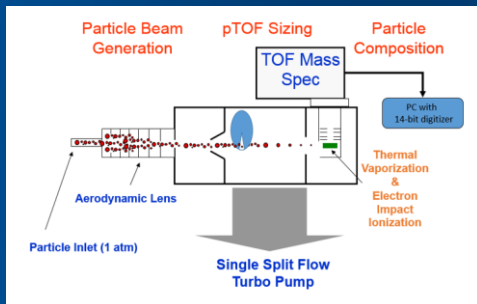 Particle Beam
Generation
pTOF Sizing
Particle
Composition
TOF Mass
Spec
PC with
14-bit digitizer
Thermal
Vaporization
&
Electron
Impact
Ionization
Aerodynamic Lens
Particle Inlet (1 atm)
Single Split Flow
Turbo Pump